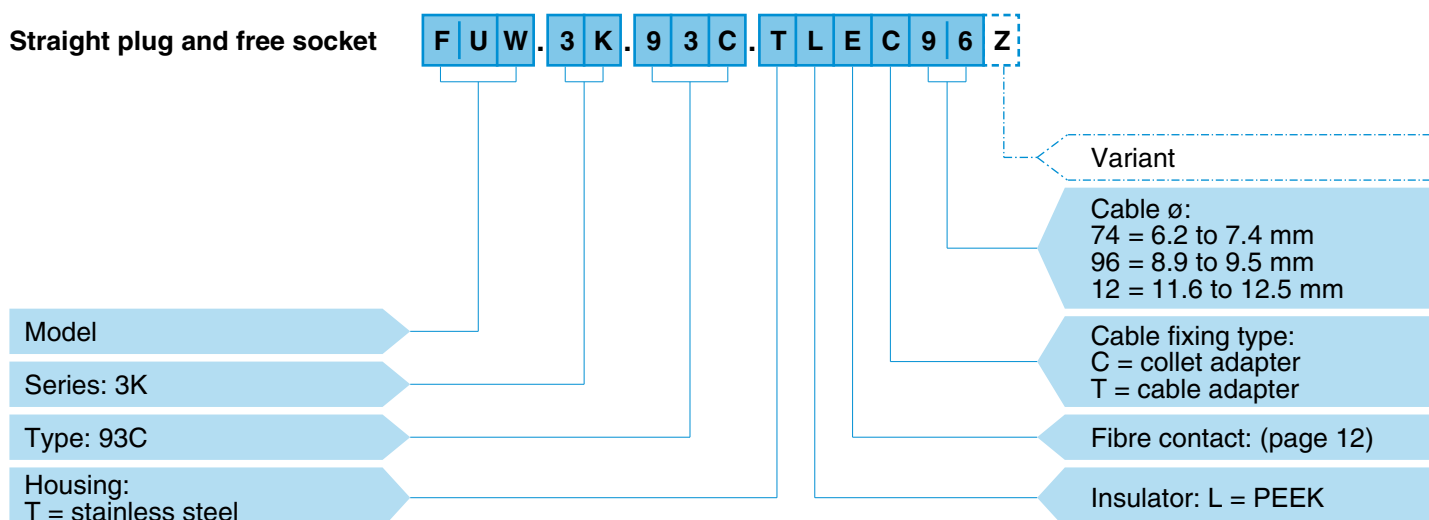 Straight plug and free socket
FUW.3K.93C.TLEC96Z
Variant
Cable ø:
74 = 6.2 to 7.4 mm
96 = 8.9 to 9.5 mm
12 = 11.6 to 12.5 mm
Model
Cable fixing type:
C = collet adapter
T = cable adapter
Series: 3K
Type: 93C
Fibre contact: (page 12)
Housing:
T = stainless steel
Insulator: L = PEEK